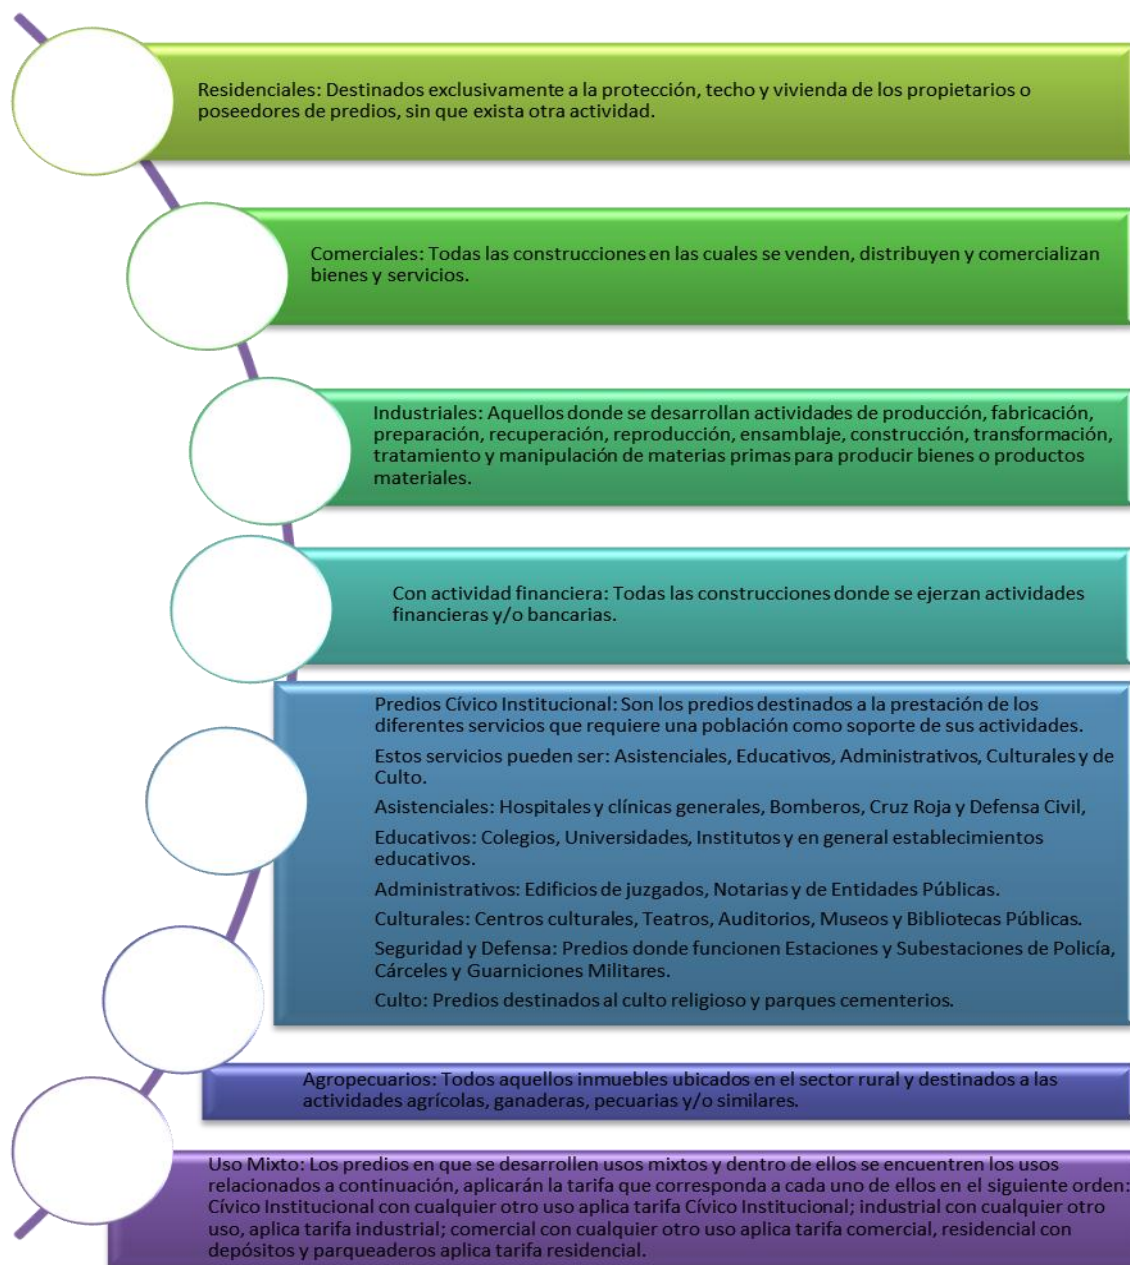 Residenciales: Destinados exclusivamente a la protección, techo y vivienda de los propietarios o
poseedores de predios, sin que exista otra actividad.
Comerciales: Todas las construcciones en las cuales se venden, distribuyen y comercializan
bienes y servicios.
Industriales: Aquellos donde se desarrollan actividades de producción, fabricación,
preparación, recuperación, reproducción, ensamblaje, construcción, transformación,
tratamiento y manipulación de materias primas para producir bienes o productos
materiales.
Con actividad financiera: Todas las construcciones donde se ejerzan actividades
financieras y/o bancarias.
Predios Cívico Institucional: Son los predios destinados a la prestación de los
diferentes servicios que requiere una población como soporte de sus actividades.
Estos servicios pueden ser: Asistenciales, Educativos, Administrativos, Culturales y de
Culto.
Asistenciales: Hospitales y clínicas generales, Bomberos, Cruz Roja y Defensa Civil,
Educativos: Colegios, Universidades, Institutos y en general establecimientos
educativos.
Administrativos: Edificios de juzgados, Notarias y de Entidades Públicas.
Culturales: Centros culturales, Teatros, Auditorios, Museos y Bibliotecas Públicas.
Seguridad y Defensa: Predios donde funcionen Estaciones y Subestaciones de Policía,
Cárceles y Guarniciones Militares.
Culto: Predios destinados al culto religioso y parques cementerios.
Agropecuarios: Todos aquellos inmuebles ubicados en el sector rural y destinados a las
actividades agrícolas, ganaderas, pecuarias y/o similares.
Uso Mixto: Los predios en que se desarrollen usos mixtos y dentro de ellos se encuentren los usos
relacionados a continuación, aplicarán la tarifa que corresponda a cada uno de ellos en el siguiente orden:
Cívico Institucional con cualquier otro uso aplica tarifa Cívico Institucional; industrial con cualquier otro
uso, aplica tarifa industrial; comercial con cualquier otro uso aplica tarifa comercial, residencial con
depósitos y parqueaderos aplica tarifa residencial.